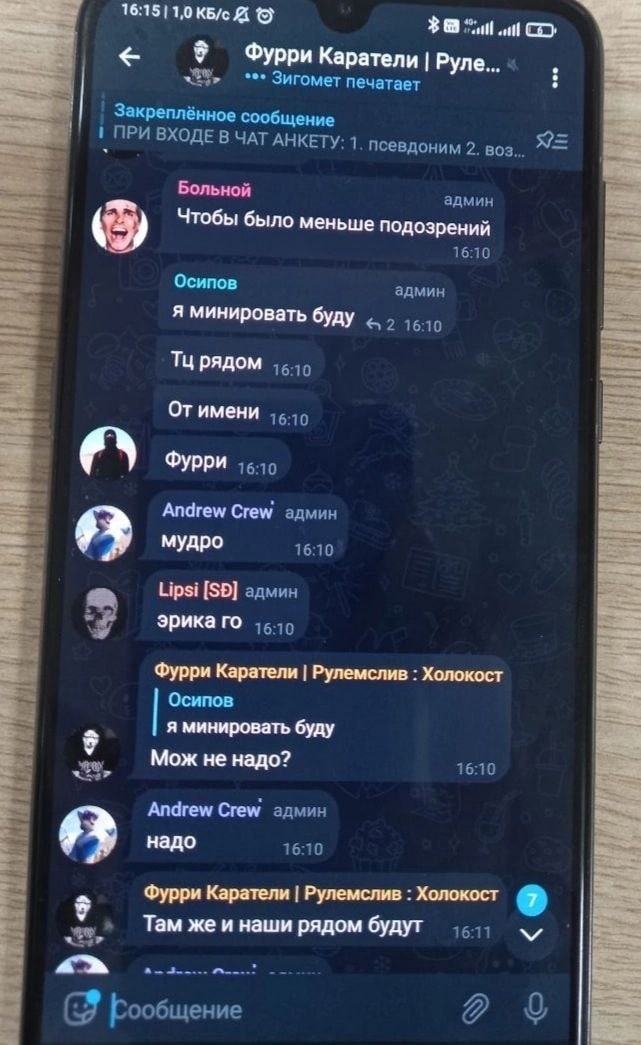 16:15 | 1,0 КБ/с
Фурри Каратели | Руле...
Зигомет печатает
Закреплённое сообщение
ПРИ ВХОДЕ В ЧАТ АНКЕТУ: 1. псевдоним 2. воз...
Больной админ
Чтобы было меньше подозрений
16:10
Осипов админ
я минировать буду 2 16:10
Тц рядом 16:10
От имени 16:10
Фурри 16:10
Andrew Crew админ
мудро 16:10
Lipsi [SĐ] админ
эрика го 16:10
Фурри Каратели | Рулемслив : Холокост
Осипов
я минировать буду
Мож не надо? 16:10
Andrew Crew админ
надо 16:10
Фурри Каратели | Рулемслив : Холокост
Там же и наши рядом будут 16:11
7
Сообщение